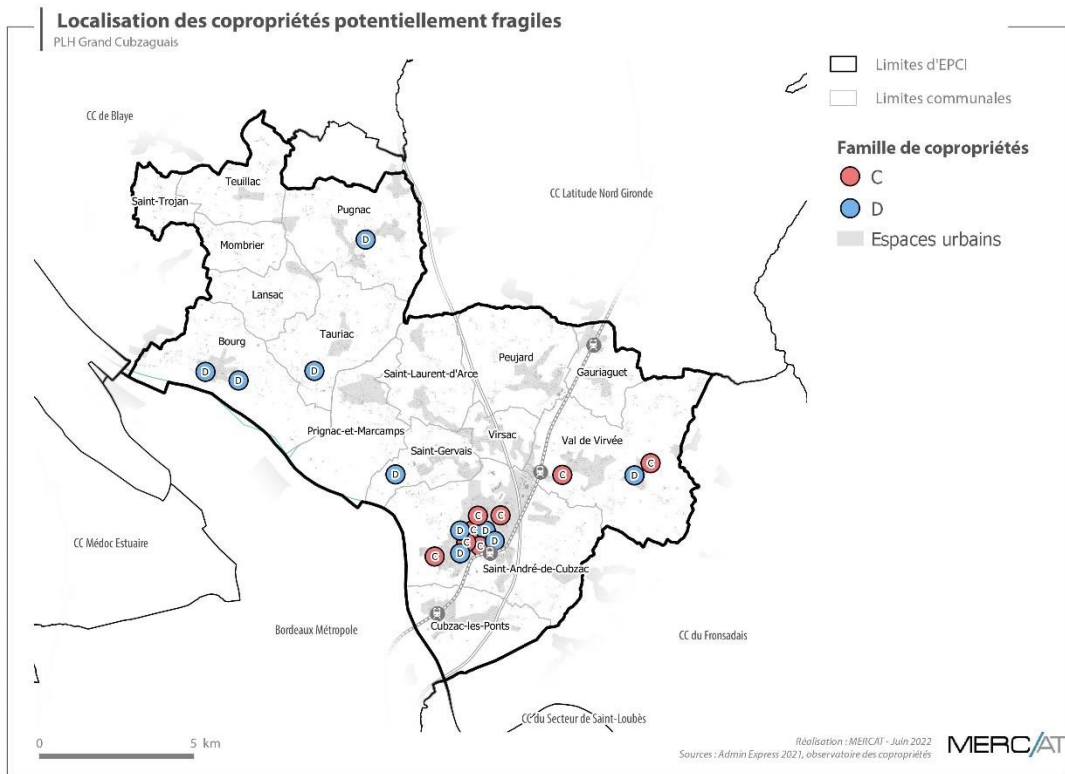 Localisation des copropriétés potentiellement fragiles
PLH Grand Cubzaguais
Limites d'EPCI
Limites communales
Famille de copropriétés
C
D
Espaces urbains
CC de Blaye
CC Latitude Nord Gironde
Teuillac
Saint-Trojan
Pugnac
D
Mombrier
Lansac
Tauriac
Bourg
D
D
D
Peujard
Gauriaguet
Saint-Laurent-d'Arce
Prignac-et-Marcamps
Virsac
Val de Virvée
Saint-Gervais
D
C
D
C
C
C
D
C
D
C
D
C
D
C
CC Médoc Estuaire
Saint-André-de-Cubzac
Bordeaux Métropole
Cubzac-les-Ponts
CC du Fronsadais
CC du Secteur de Saint-Loubès
0
5 km
Réalisation : MERCAT - Juin 2022
Sources : Admin Express 2021, observatoire des copropriétés
MERC/AT